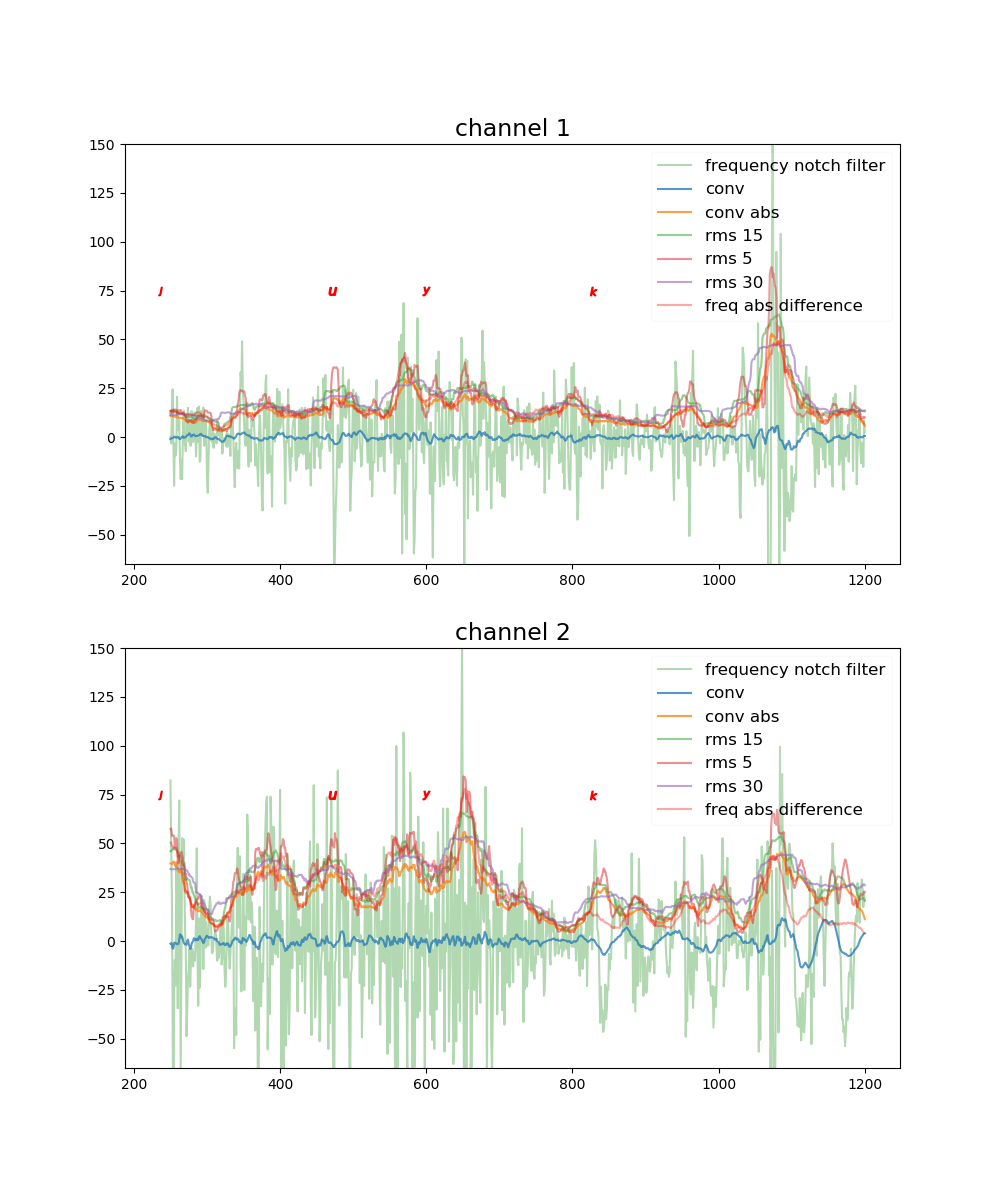 channel 1
150
125
100
75
50
25
0
−25
−50
frequency notch filter
conv
conv abs
rms 15
rms 5
rms 30
freq abs difference
j u y k
200 400 600 800 1000 1200
channel 2
150
125
100
75
50
25
0
−25
−50
frequency notch filter
conv
conv abs
rms 15
rms 5
rms 30
freq abs difference
j u y k
200 400 600 800 1000 1200